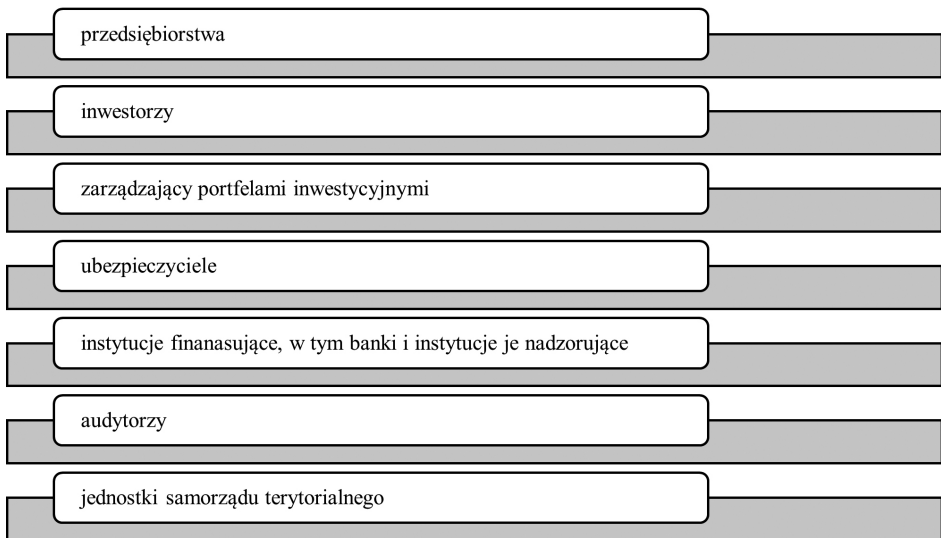 przedsiębiorstwa
inwestorzy
zarządzający portfelami inwestycyjnymi
ubezpieczyciele
instytucje finanasujące, w tym banki i instytucje je nadzorujące
audytorzy
jednostki samorządu terytorialnego